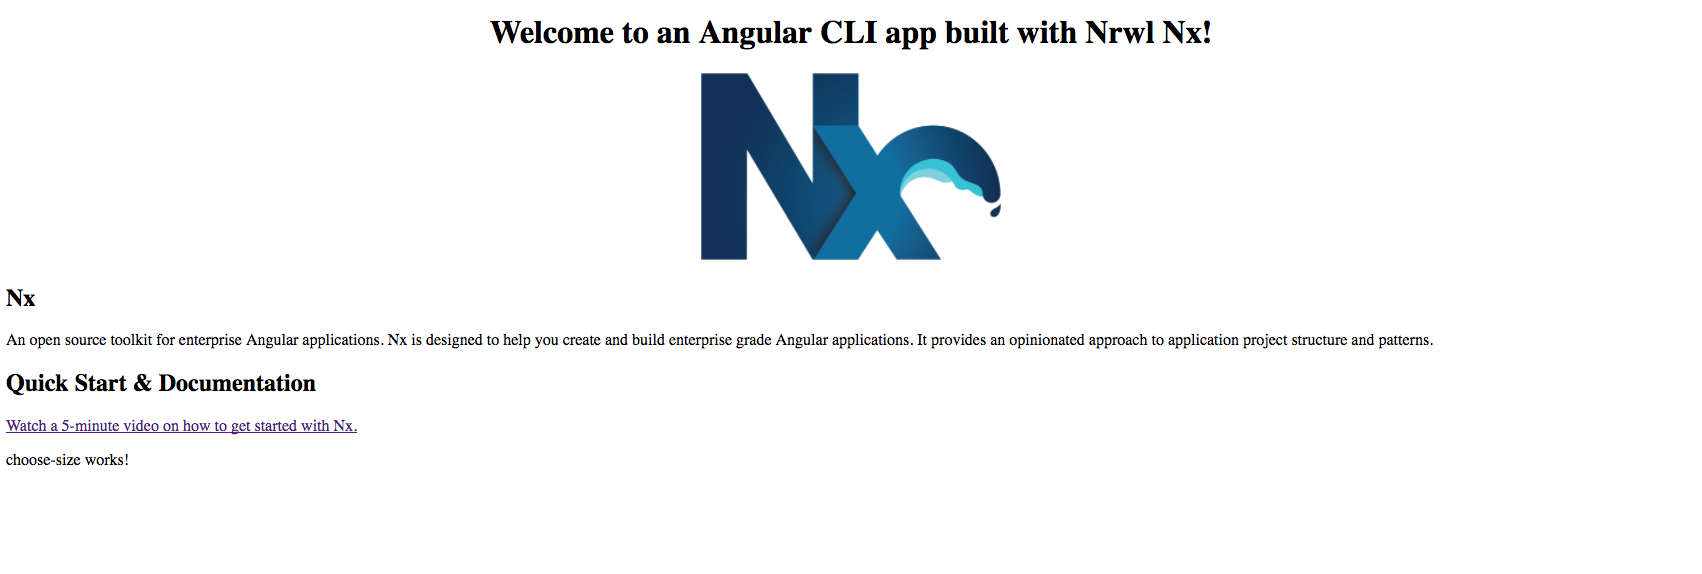 Welcome to an Angular CLI app built with Nrwl Nx!
Nx
Nx
An open source toolkit for enterprise Angular applications. Nx is designed to help you create and build enterprise grade Angular applications. It provides an opinionated approach to application project structure and patterns.
Quick Start & Documentation
Watch a 5-minute video on how to get started with Nx.
choose-size works!